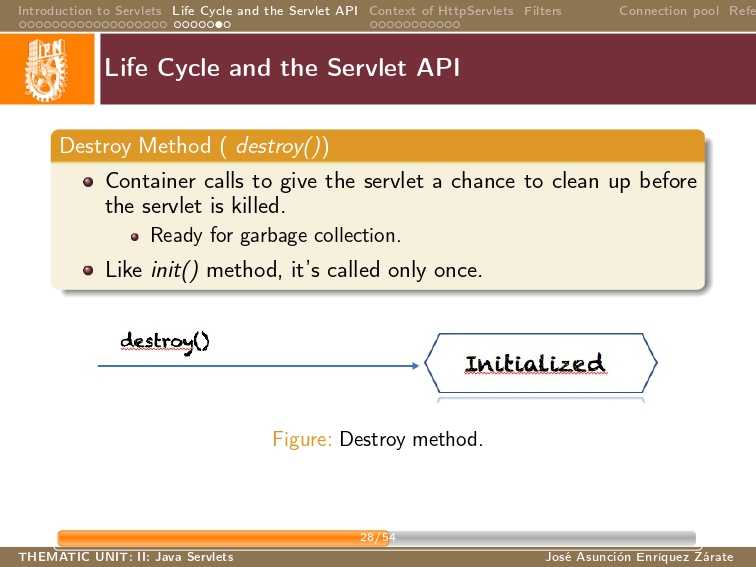 Introduction to Servlets Life Cycle and the Servlet API Context of HttpServlets Filters Connection pool Refe
IPN
Life Cycle and the Servlet API
Destroy Method ( destroy())
Container calls to give the servlet a chance to clean up before
the servlet is killed.
Ready for garbage collection.
Like init() method, it's called only once.
destroy()
Initialized
Figure: Destroy method.
28/54
THEMATIC UNIT: II: Java Servlets José Asunción Enríquez Zárate